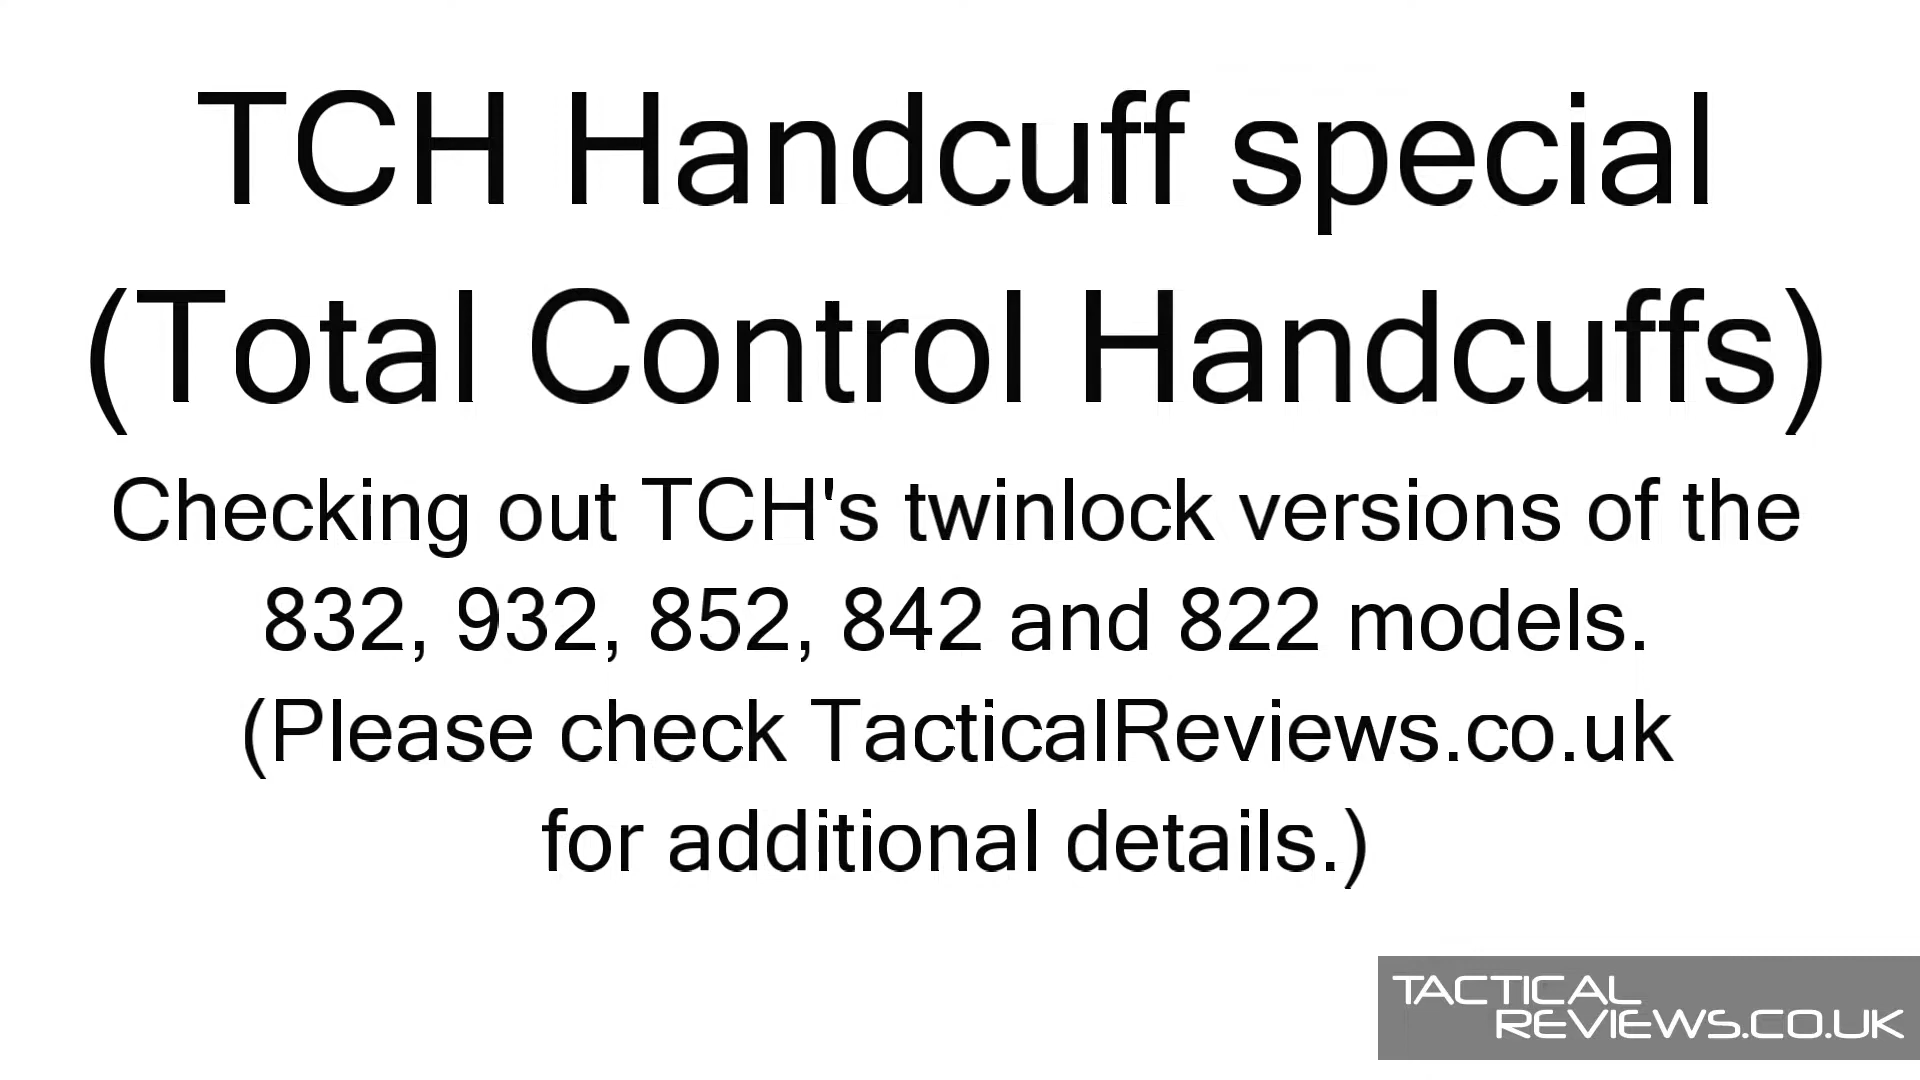 TCH Handcuff special
(Total Control Handcuffs)
Checking out TCH's twinlock versions of the
832, 932, 852, 842 and 822 models.
(Please check TacticalReviews.co.uk
for additional details.)
TACTICAL
REVIEWS.CO.UK